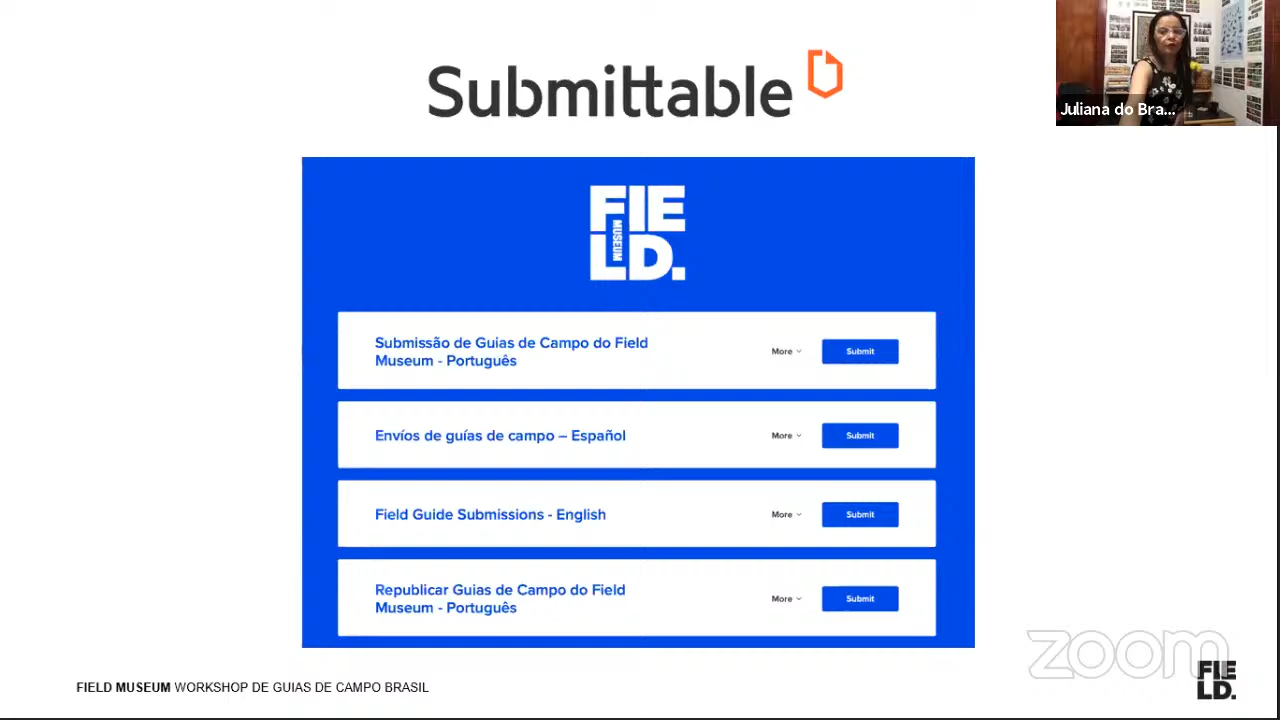 Submittable
Juliana do Bra...
FIE
MUSEUM
LD.
Submissão de Guias de Campo do Field
Museum - Português
More
Submit
Envíos de guías de campo – Español
More
Submit
Field Guide Submissions - English
More
Submit
Republicar Guias de Campo do Field
Museum - Português
More
Submit
zoom
FIELD MUSEUM WORKSHOP DE GUIAS DE CAMPO BRASIL
FIE
LD.